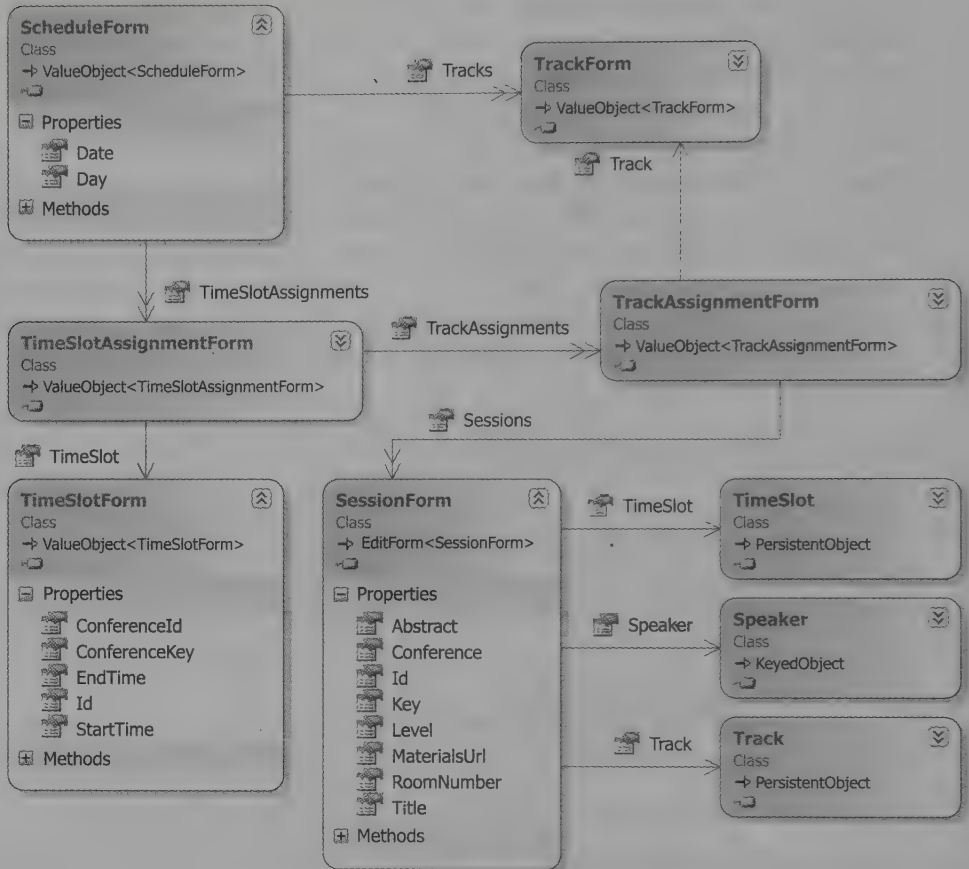 ScheduleForm
Class
ValueObject<ScheduleForm>
Properties
Date
Day
Methods
Tracks
TrackForm
Class
ValueObject<TrackForm>
Track
TimeSlotAssignments
TimeSlotAssignmentForm
Class
ValueObject<TimeSlotAssignmentForm>
TrackAssignments
TrackAssignmentForm
Class
ValueObject<TrackAssignmentForm>
Sessions
TimeSlot
TimeSlotForm
Class
ValueObject<TimeSlotForm>
Properties
ConferenceId
ConferenceKey
EndTime
Id
StartTime
Methods
SessionForm
Class
EditForm<SessionForm>
Properties
Abstract
Conference
Id
Key
Level
MaterialsUrl
RoomNumber
Title
Methods
TimeSlot
TimeSlot
Class
PersistentObject
Speaker
Speaker
Class
KeyedObject
Track
Track
Class
PersistentObject